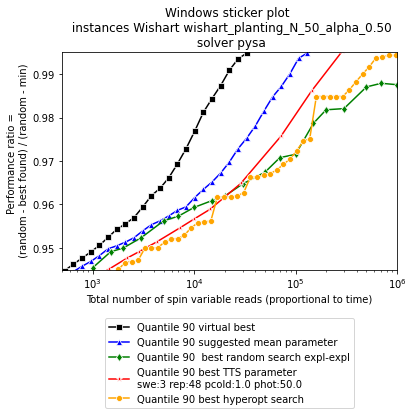 Windows sticker plot
instances Wishart wishart_planting_N_50_alpha_0.50
solver pysa
Performance ratio =
(random - best found) / (random - min)
0.99
0.98
0.97
0.96
0.95
10³ 10⁴ 10⁵ 10⁶
Total number of spin variable reads (proportional to time)
Quantile 90 virtual best
Quantile 90 suggested mean parameter
Quantile 90  best random search expl-expl
Quantile 90 best TTS parameter
swe:3 rep:48 pcold:1.0 phot:50.0
Quantile 90 best hyperopt search